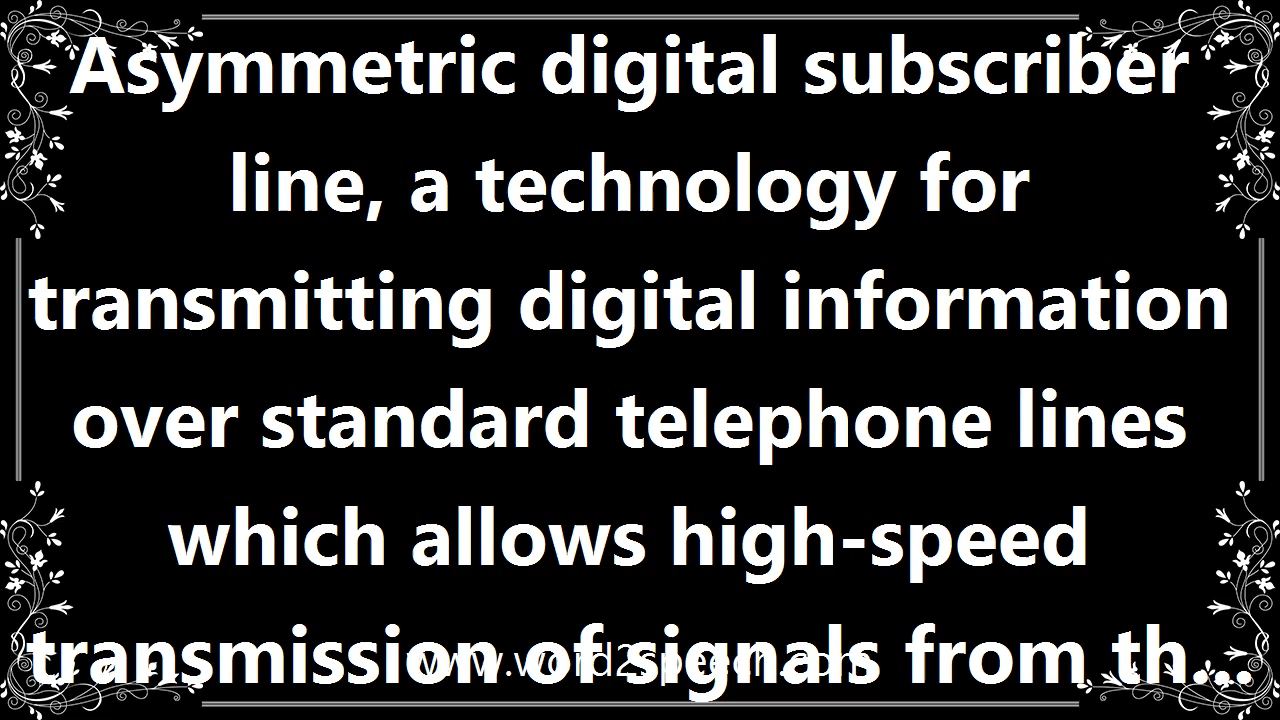 Asymmetric digital subscriber
line, a technology for
transmitting digital information
over standard telephone lines
which allows high-speed
transmission of signals from th...
www.word2speech.com